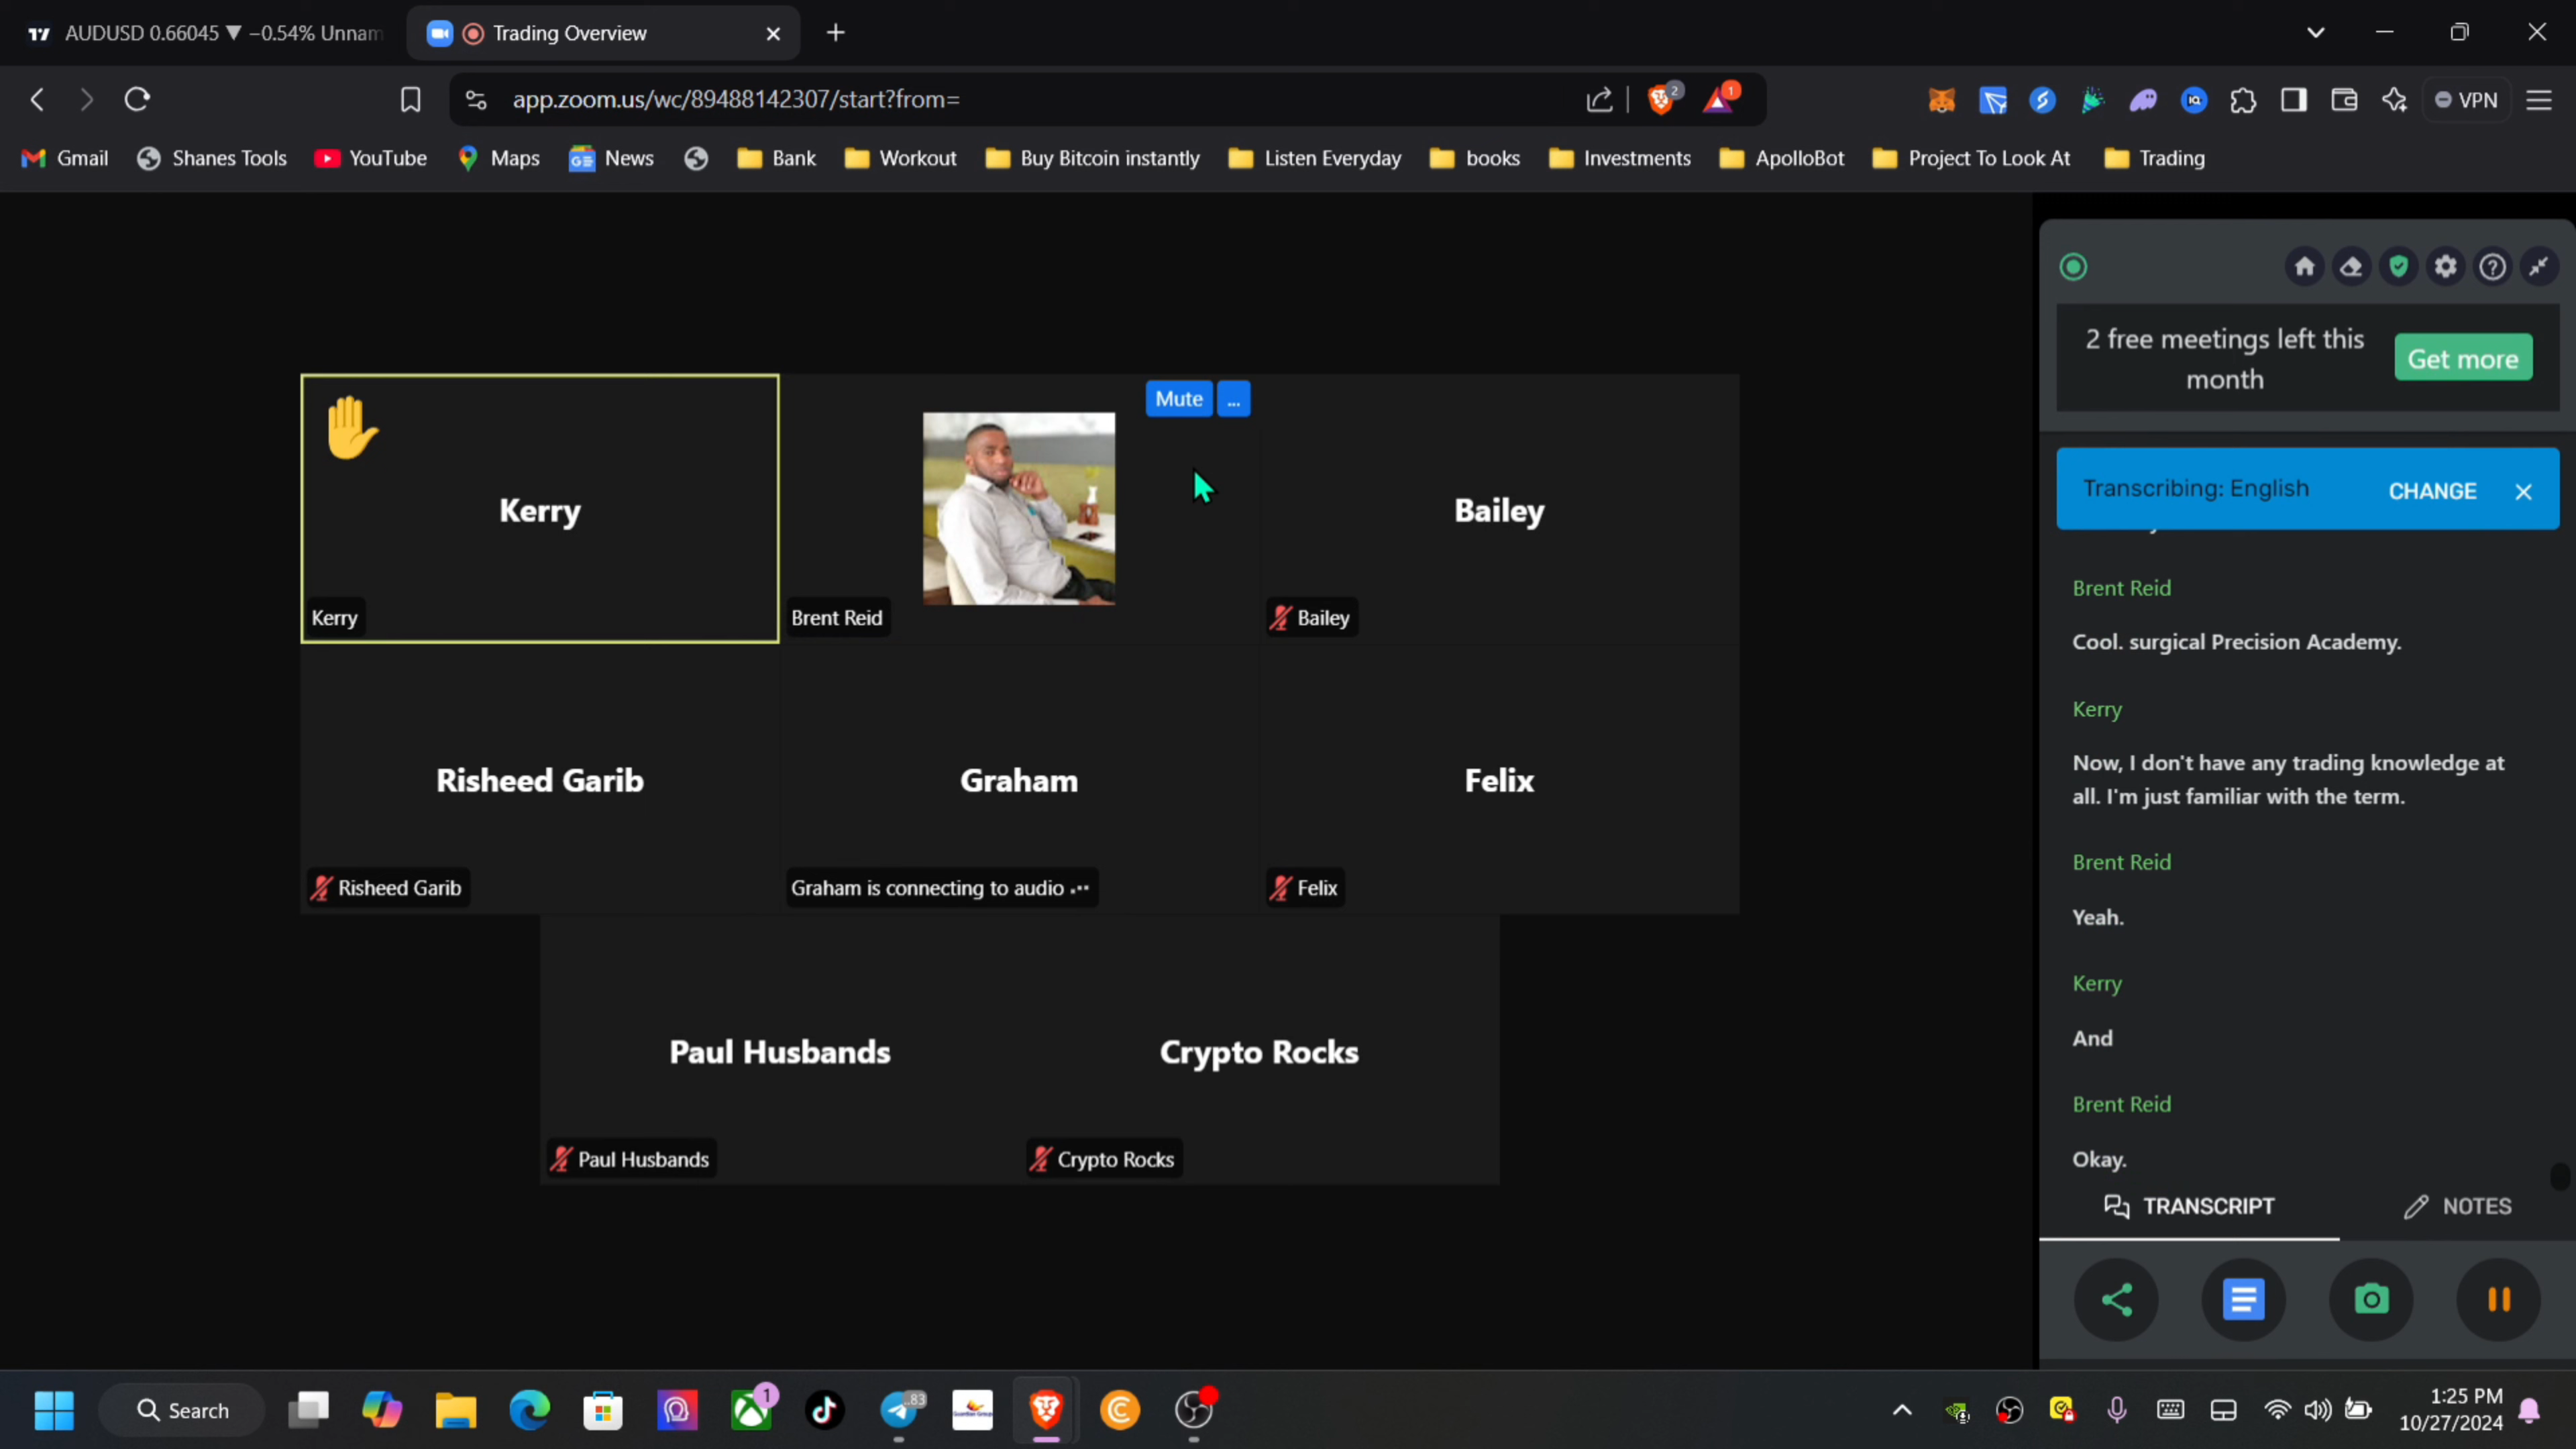 AUDUSD 0.66045 ▼ −0.54% Unnam
Trading Overview
app.zoom.us/wc/89488142307/start?from=
2
1
VPN
Gmail
Shanes Tools
YouTube
Maps
News
Bank
Workout
Buy Bitcoin instantly
Listen Everyday
books
Investments
ApolloBot
Project To Look At
Trading
Kerry
Kerry
Mute
...
Brent Reid
Bailey
Bailey
Risheed Garib
Risheed Garib
Graham
Graham is connecting to audio
Felix
Felix
Paul Husbands
Paul Husbands
Crypto Rocks
Crypto Rocks
2 free meetings left this
month
Get more
Transcribing: English
CHANGE
Brent Reid
Cool. surgical Precision Academy.
Kerry
Now, I don't have any trading knowledge at
all. I'm just familiar with the term.
Brent Reid
Yeah.
Kerry
And
Brent Reid
Okay.
TRANSCRIPT
NOTES
Search
1
..83
1:25 PM
10/27/2024